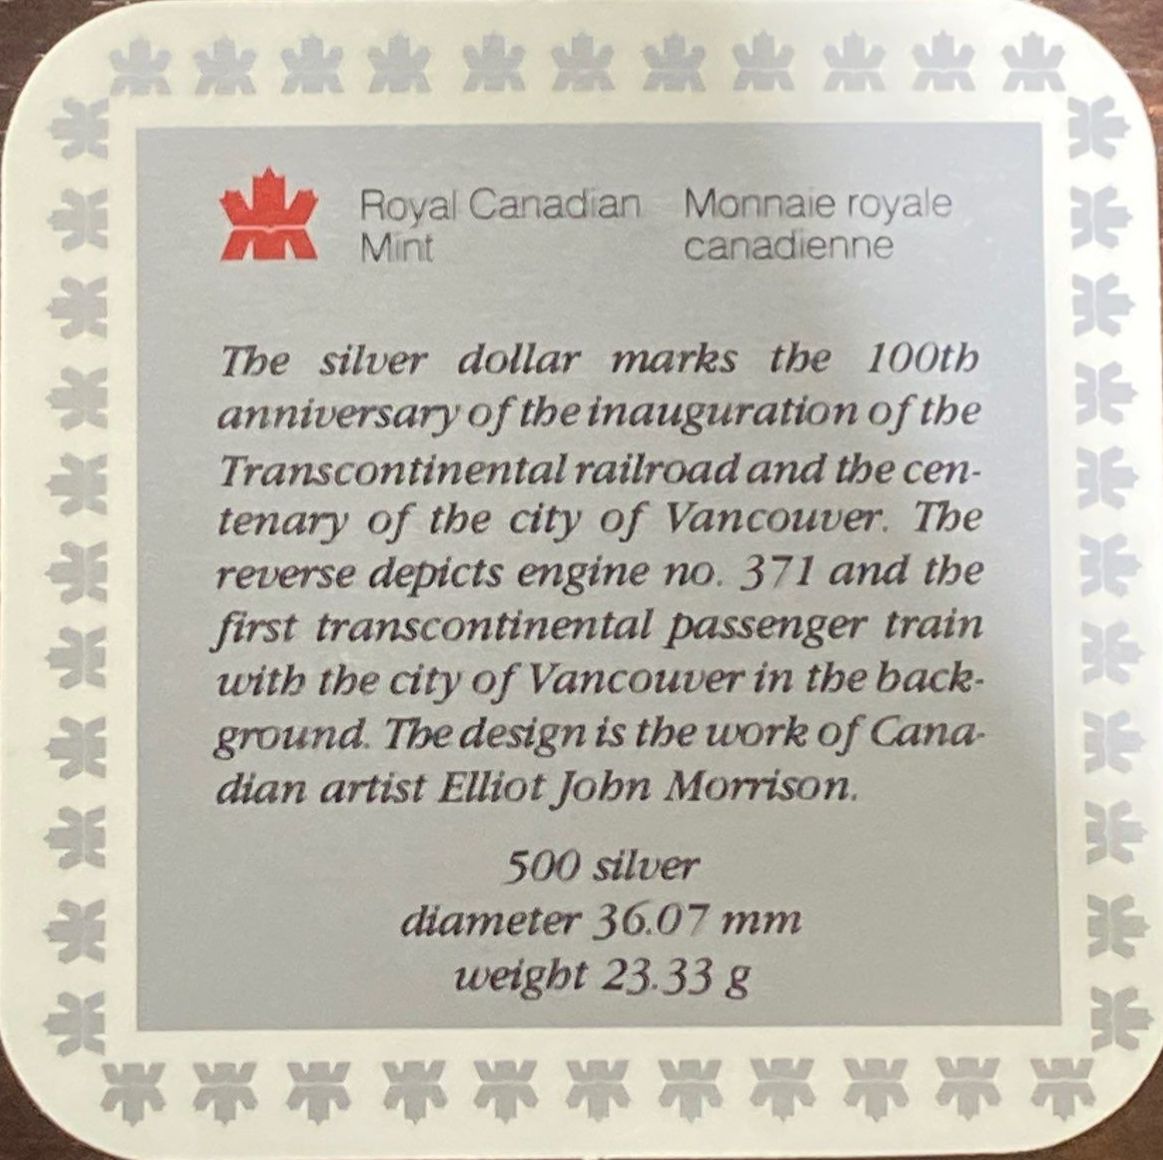 Royal Canadian Mint
Monnaie royale canadienne
The silver dollar marks the 100th
anniversary of the inauguration of the
Transcontinental railroad and the cen-
tenary of the city of Vancouver. The
reverse depicts engine no. 371 and the
first transcontinental passenger train
with the city of Vancouver in the back-
ground. The design is the work of Cana-
dian artist Elliot John Morrison.
500 silver
diameter 36.07 mm
weight 23.33 g